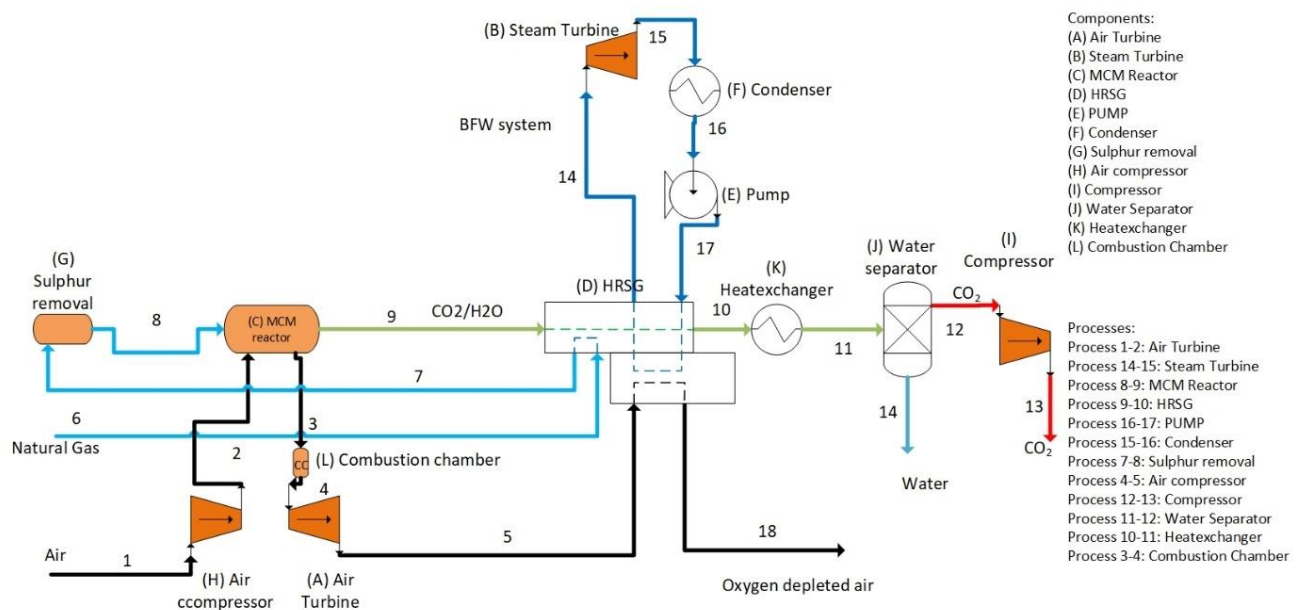 (B) Steam Turbine
15
(F) Condenser
BFW system
16
14
(E) Pump
17
(G)
Sulphur
removal
8
(C) MCM
reactor
9
CO2/H2O
(D) HRSG
10
(K)
Heatexchanger
11
(J) Water
separator
CO2
12
(I)
Compressor
13
CO2
14
Water
7
6
Natural Gas
2
3
CC
(L) Combustion chamber
4
5
18
Air
1
(H) Air
ccompressor
(A) Air
Turbine
Oxygen depleted air
Components:
(A) Air Turbine
(B) Steam Turbine
(C) MCM Reactor
(D) HRSG
(E) PUMP
(F) Condenser
(G) Sulphur removal
(H) Air compressor
(I) Compressor
(J) Water Separator
(K) Heatexchanger
(L) Combustion Chamber
Processes:
Process 1-2: Air Turbine
Process 14-15: Steam Turbine
Process 8-9: MCM Reactor
Process 9-10: HRSG
Process 16-17: PUMP
Process 15-16: Condenser
Process 7-8: Sulphur removal
Process 4-5: Air compressor
Process 12-13: Compressor
Process 11-12: Water Separator
Process 10-11: Heatexchanger
Process 3-4: Combustion Chamber